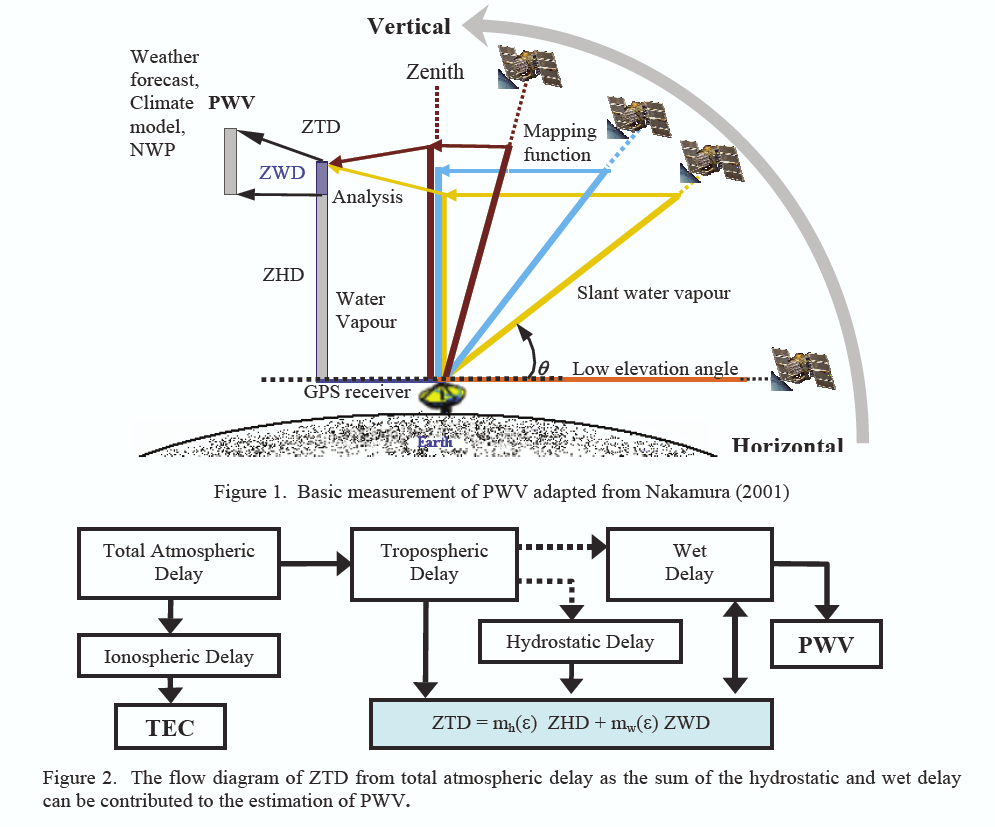 Vertical
Weather
forecast,
Climate
model,
NWP
PWV
Zenith
ZTD
Mapping
function
ZWD
Analysis
ZHD
Water
Vapour
Slant water vapour
θ
Low elevation angle
GPS receiver
Earth
Horizontal
Figure 1. Basic measurement of PWV adapted from Nakamura (2001)
Total Atmospheric
Delay
Tropospheric
Delay
Wet
Delay
Ionospheric Delay
Hydrostatic Delay
PWV
TEC
ZTD = mh(ε) ZHD + mw(ε) ZWD
Figure 2. The flow diagram of ZTD from total atmospheric delay as the sum of the hydrostatic and wet delay
can be contributed to the estimation of PWV.